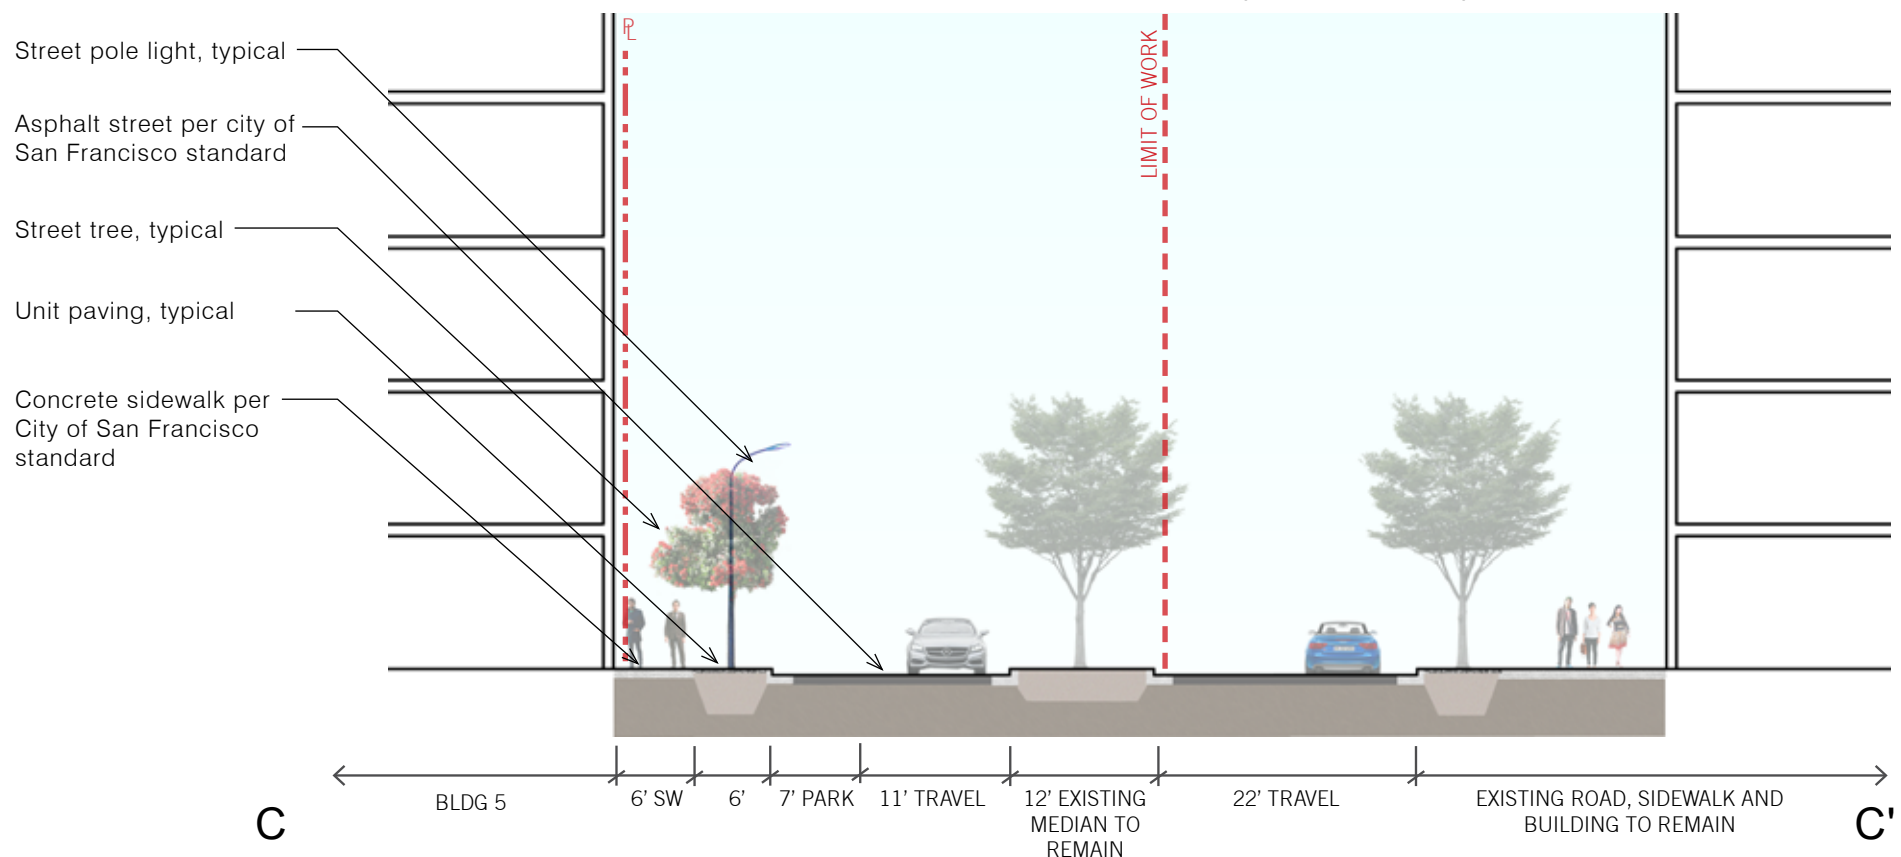 PL
LIMIT OF WORK
Street pole light, typical
Asphalt street per city of
San Francisco standard
Street tree, typical
Unit paving, typical
Concrete sidewalk per
City of San Francisco
standard
BLDG 5
6’ SW
6’
7’ PARK
11’ TRAVEL
12’ EXISTING
MEDIAN TO
REMAIN
22’ TRAVEL
EXISTING ROAD, SIDEWALK AND
BUILDING TO REMAIN
C
C'